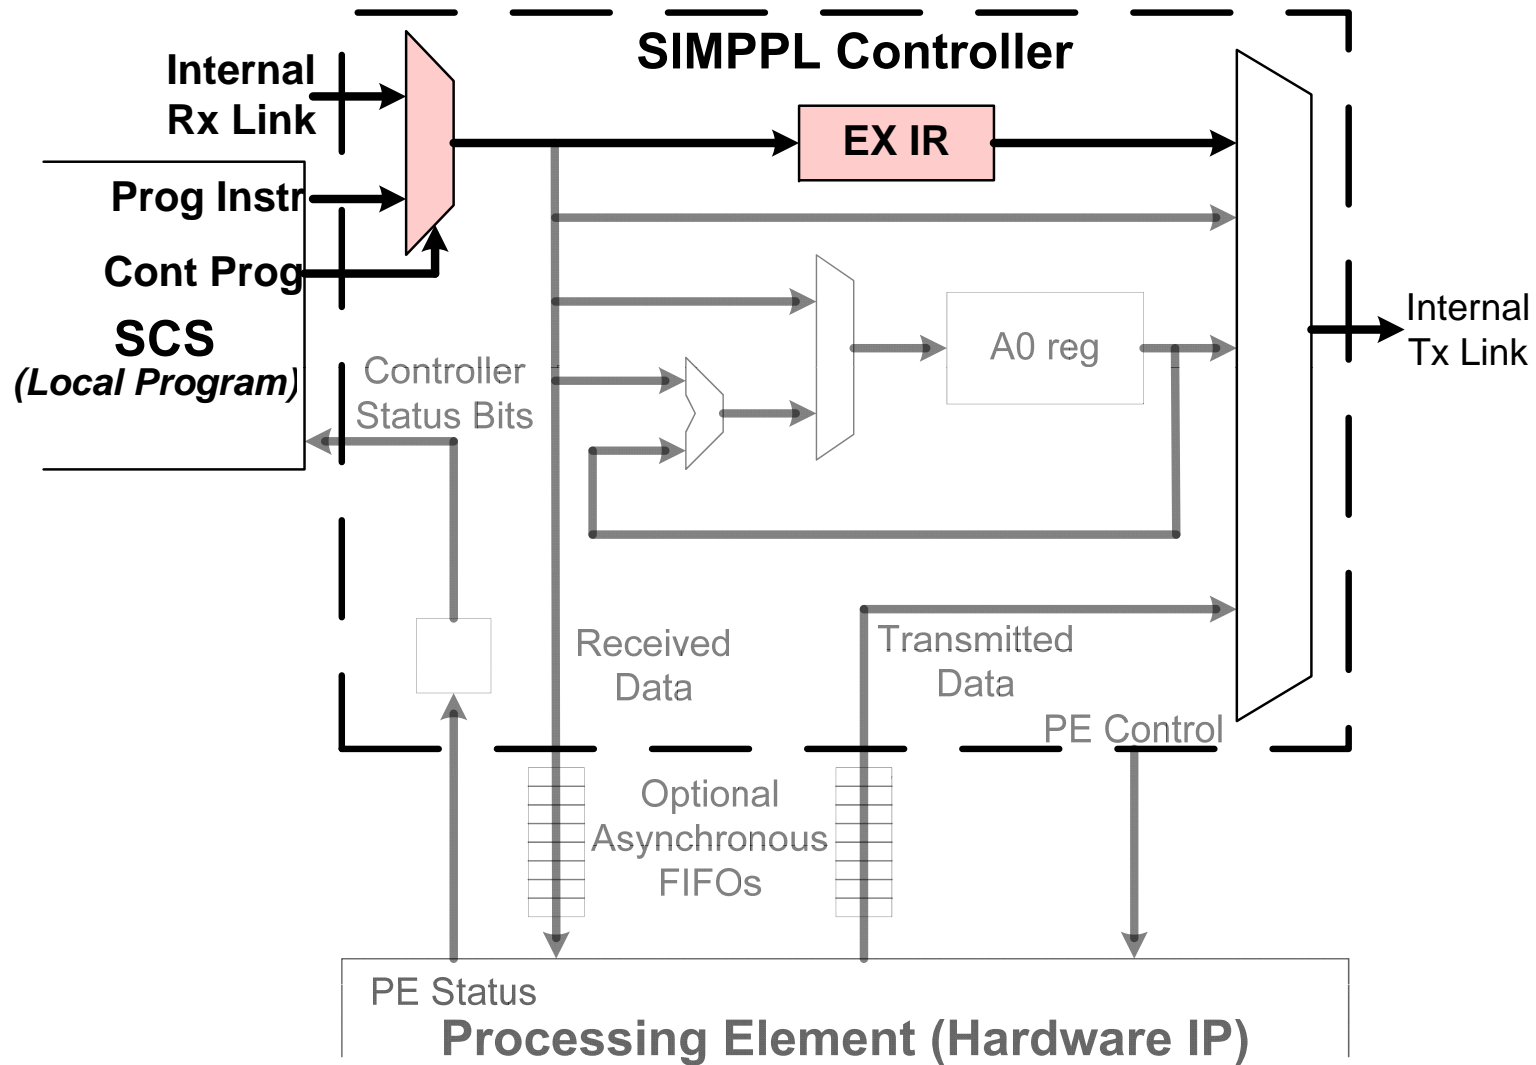 SIMPPL Controller
Internal
Rx Link
EX IR
Prog Instr
Cont Prog
SCS
(Local Program)
Controller
Status Bits
A0 reg
Internal
Tx Link
Received
Data
Transmitted
Data
PE Control
Optional
Asynchronous
FIFOs
PE Status
Processing Element (Hardware IP)